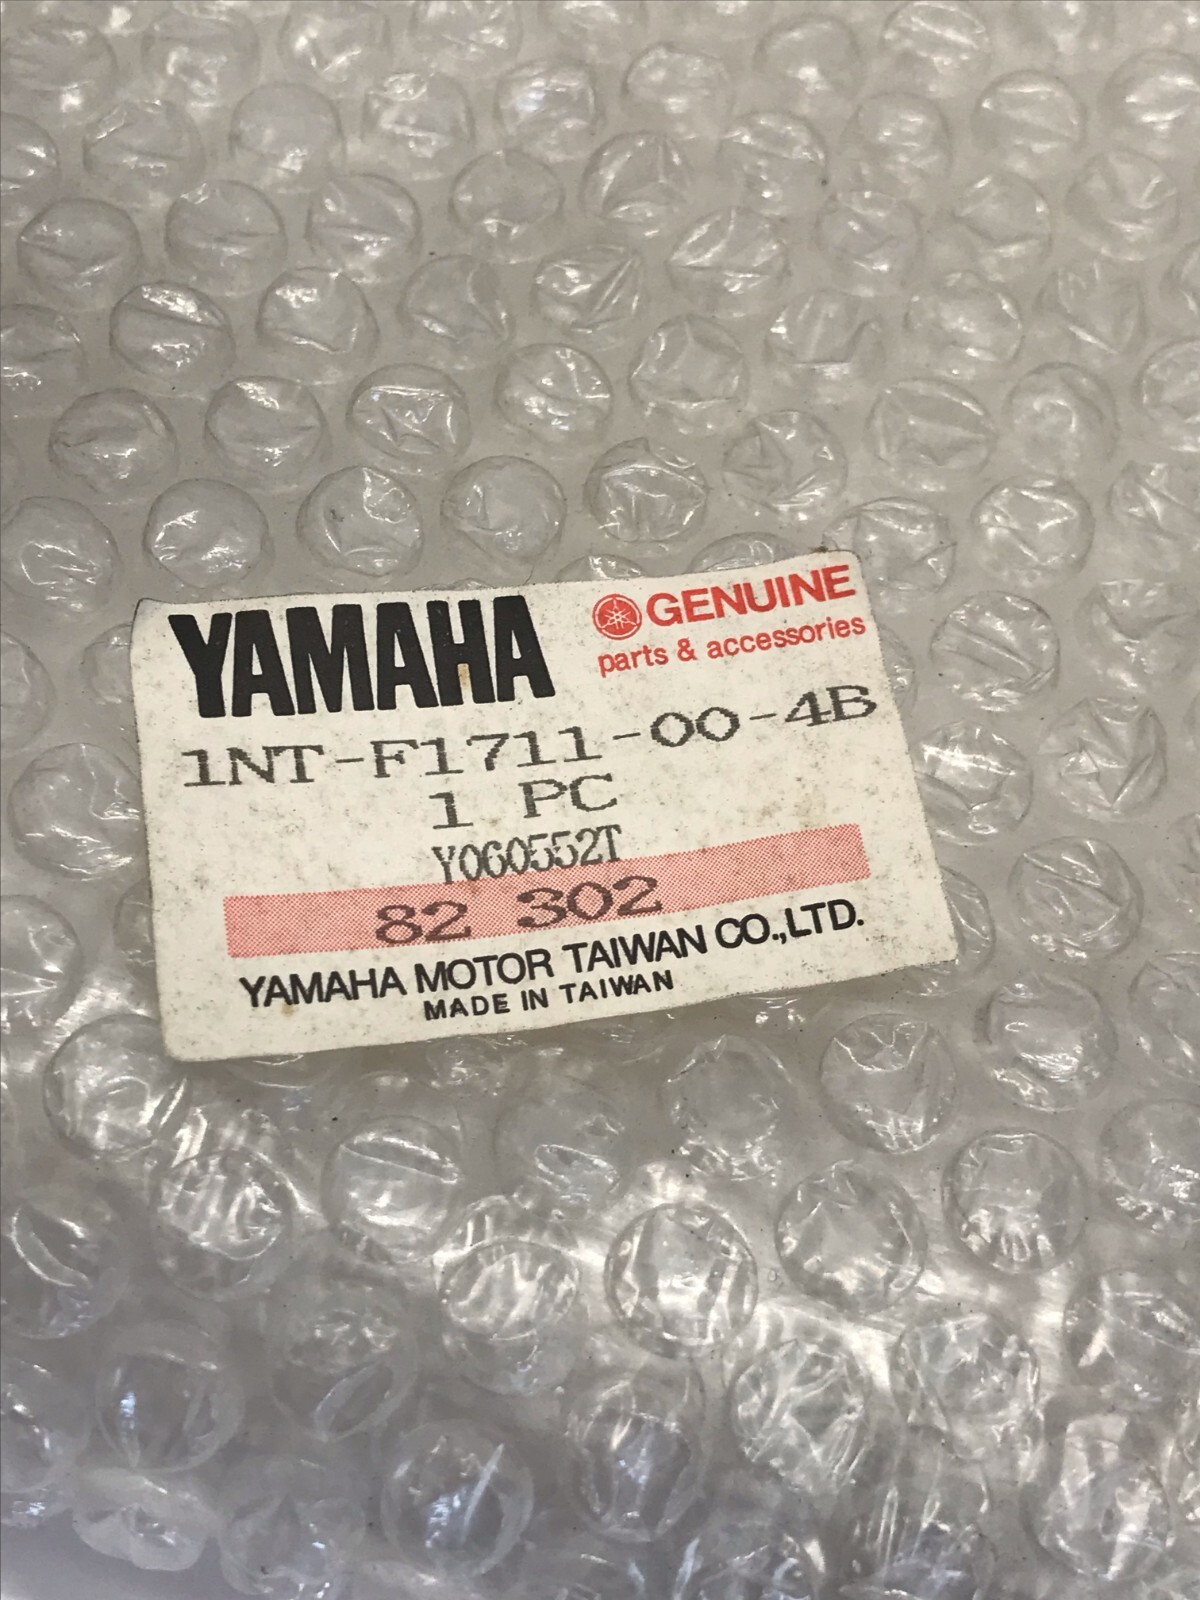 YAMAHA
GENUINE
parts & accessories
1NT-F1711-00-4B
1 PC
Y060552T
82 302
YAMAHA MOTOR TAIWAN CO.,LTD.
MADE IN TAIWAN